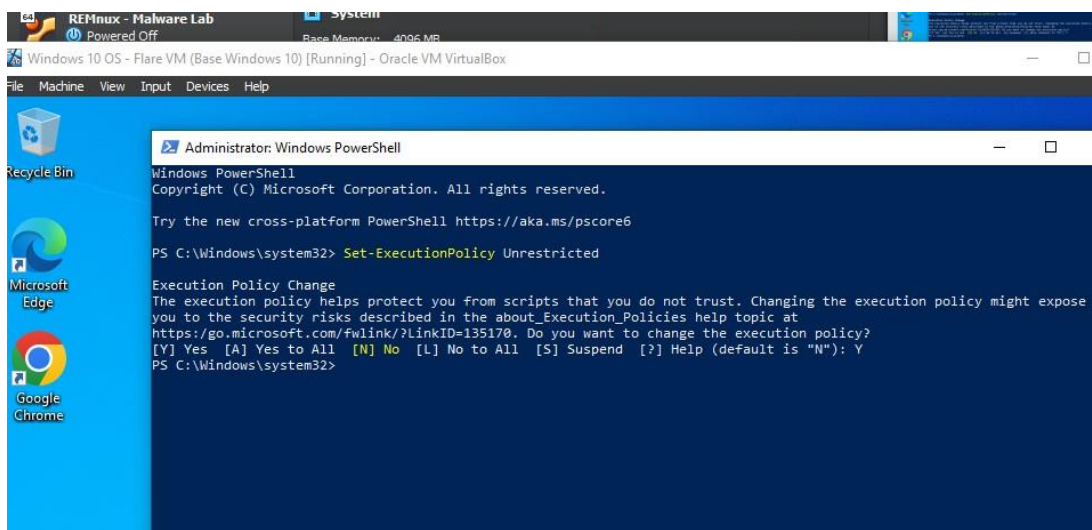 64
REMnux - Malware Lab
Powered Off
System
Base Memory: 4096 MB
Windows 10 OS - Flare VM (Base Windows 10) [Running] - Oracle VM VirtualBox
File Machine View Input Devices Help
Recycle Bin
Microsoft
Edge
Google
Chrome
Administrator: Windows PowerShell
Windows PowerShell
Copyright (C) Microsoft Corporation. All rights reserved.
Try the new cross-platform PowerShell https://aka.ms/pscore6
PS C:\Windows\system32> Set-ExecutionPolicy Unrestricted
Execution Policy Change
The execution policy helps protect you from scripts that you do not trust. Changing the execution policy might expose
you to the security risks described in the about_Execution_Policies help topic at
https:/go.microsoft.com/fwlink/?LinkID=135170. Do you want to change the execution policy?
[Y] Yes [A] Yes to All [N] No [L] No to All [S] Suspend [?] Help (default is "N"): Y
PS C:\Windows\system32>